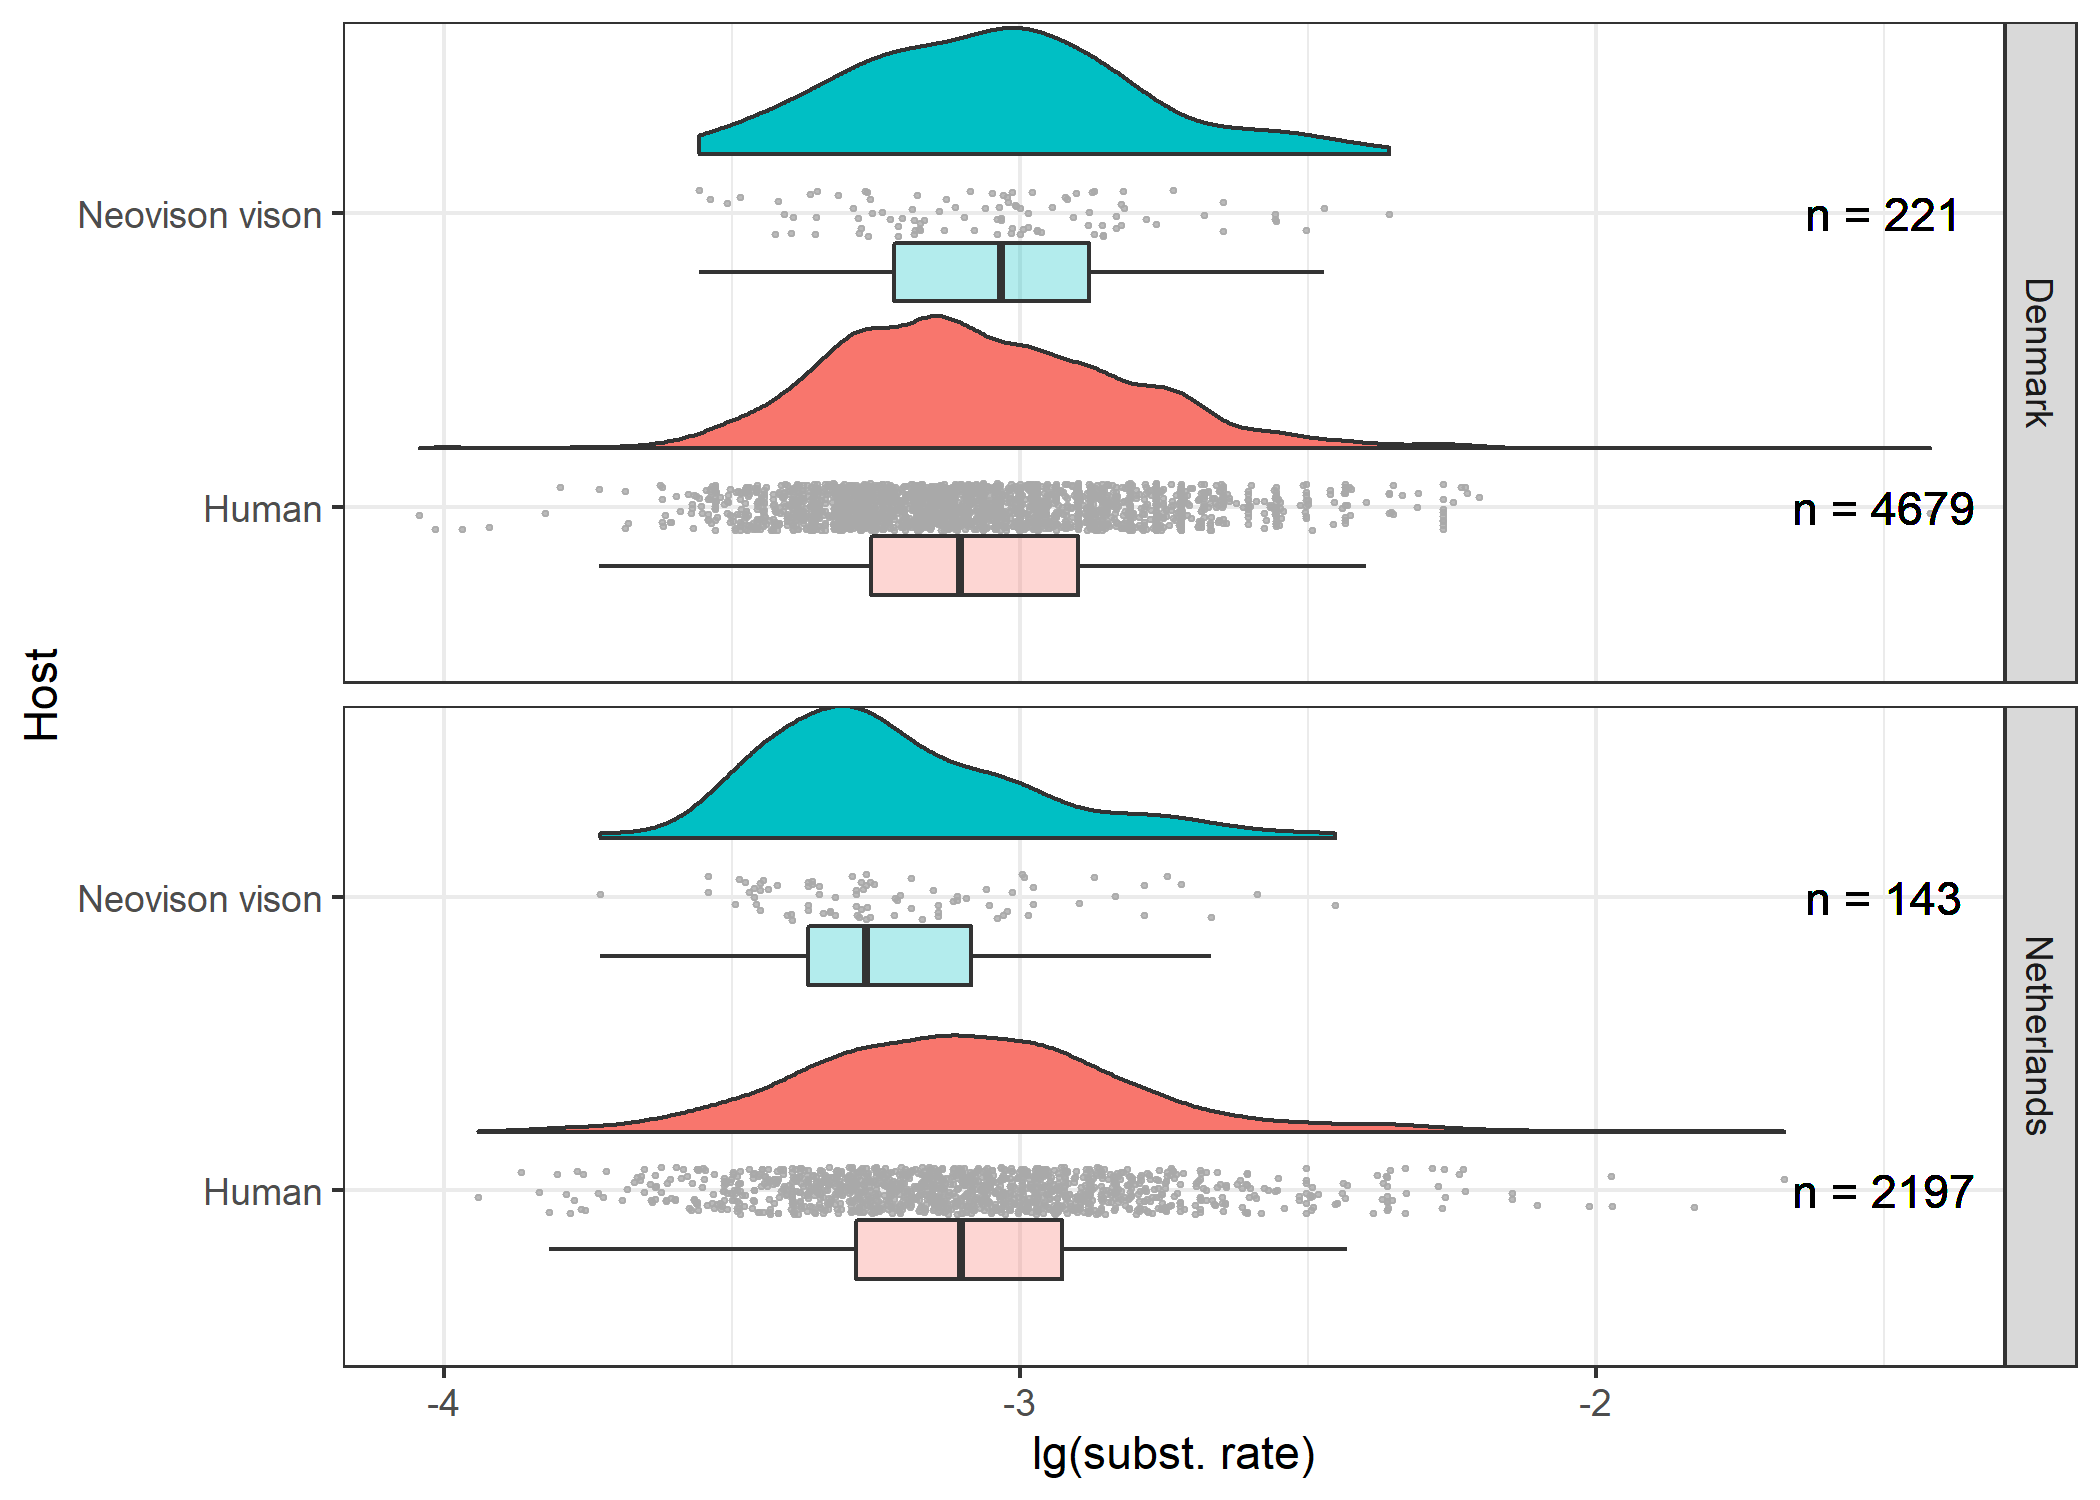 Neovison vison
n = 221
Human
n = 4679
Denmark
Host
Neovison vison
n = 143
Human
n = 2197
Netherlands
-4
-3
-2
lg(subst. rate)